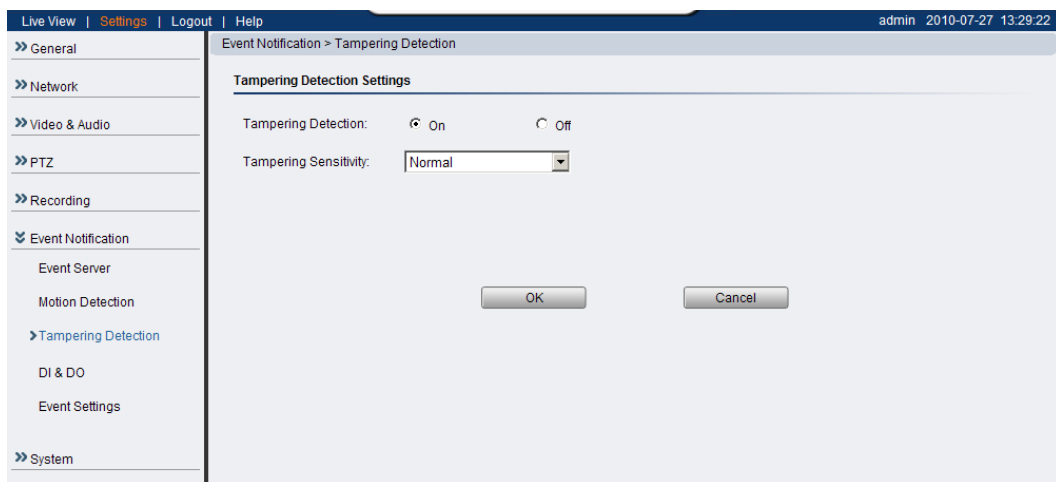 Live View | Settings | Logout | Help admin 2010-07-27 13:29:22
General
Network
Video & Audio
PTZ
Recording
Event Notification
Event Server
Motion Detection
Tampering Detection
DI & DO
Event Settings
System
Event Notification > Tampering Detection
Tampering Detection Settings
Tampering Detection: On Off
Tampering Sensitivity: Normal
OK Cancel